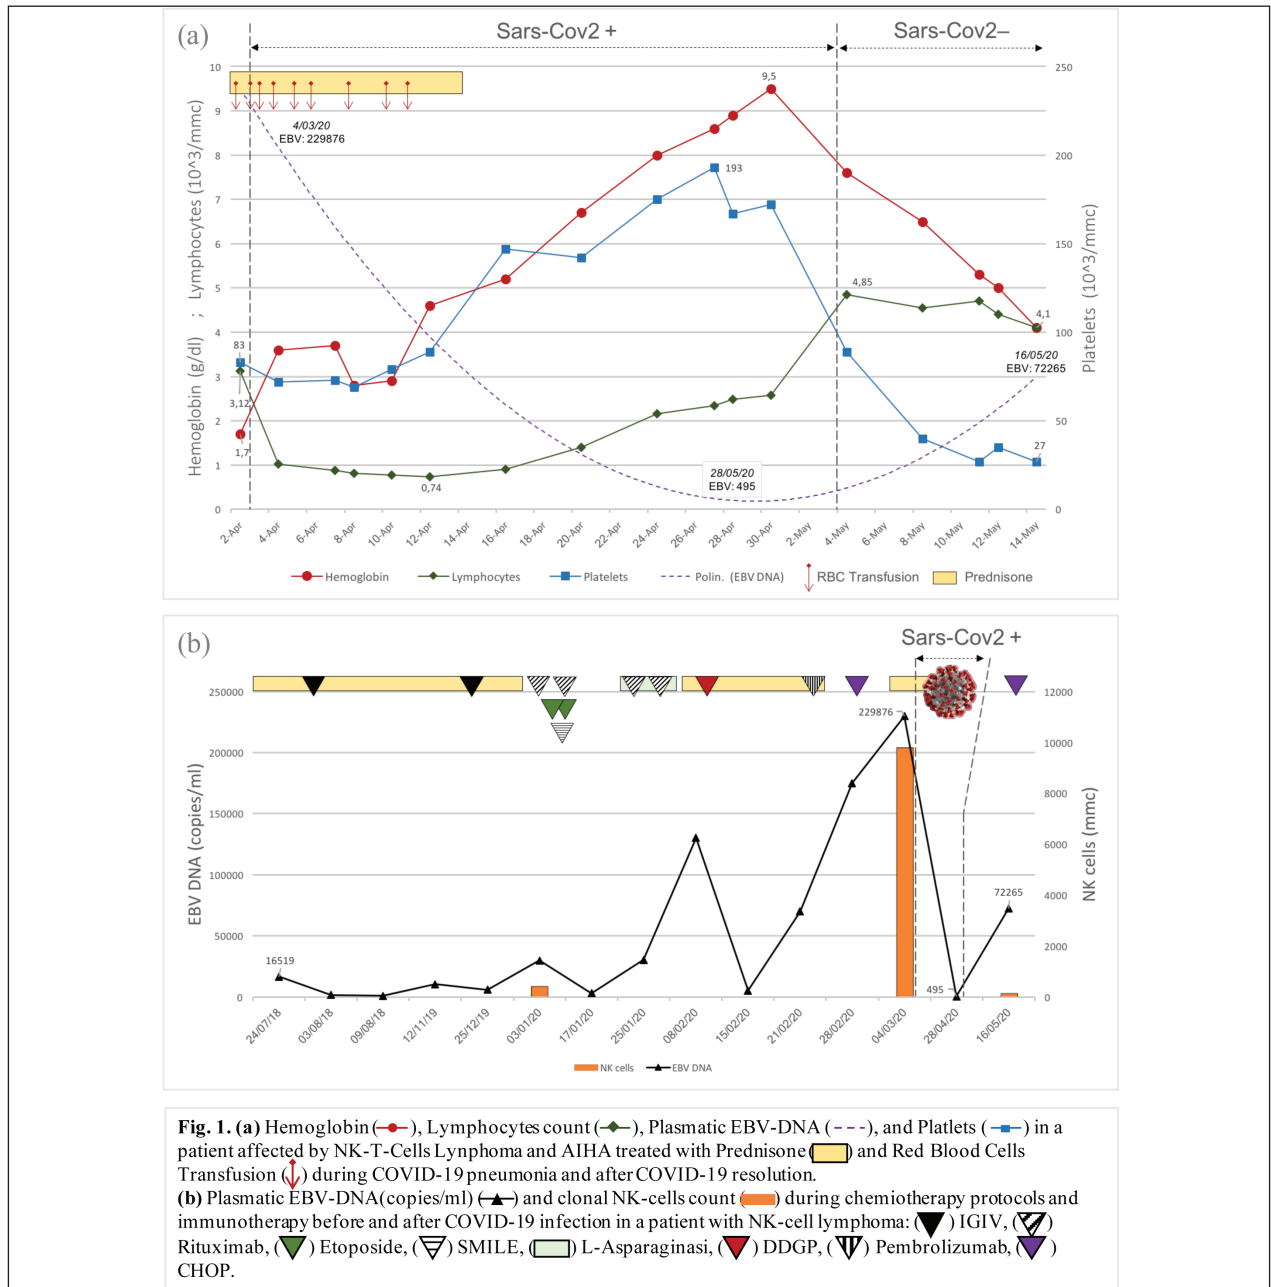 (a)
Sars-Cov2 +
Sars-Cov2–
Hemoglobin (g/dl) ; Lymphocytes (10^3/mmc)
Platelets (10^3/mmc)
10
9
8
7
6
5
4
3
2
1
0
250
200
150
100
50
0
4/03/20
EBV: 229876
9,5
193
83
3,12
1,7
0,74
4,85
4,1
16/05/20
EBV: 72265
28/05/20
EBV: 495
27
2-Apr 4-Apr 6-Apr 8-Apr 10-Apr 12-Apr 14-Apr 16-Apr 18-Apr 20-Apr 22-Apr 24-Apr 26-Apr 28-Apr 30-Apr 2-May 4-May 6-May 8-May 10-May 12-May 14-May
Hemoglobin Lymphocytes Platelets Polin. (EBV DNA) RBC Transfusion Prednisone
(b)
Sars-Cov2 +
EBV DNA (copies/ml)
NK cells (mmc)
250000
200000
150000
100000
50000
0
12000
10000
8000
6000
4000
2000
0
229876
72265
16519
495
24/07/18 03/08/18 09/08/18 12/11/19 25/12/19 03/01/20 17/01/20 25/01/20 08/02/20 15/02/20 21/02/20 28/02/20 04/03/20 28/04/20 16/05/20
NK cells EBV DNA
Fig. 1. (a) Hemoglobin ( ), Lymphocytes count ( ), Plasmatic EBV-DNA ( ), and Platlets ( ) in a
patient affected by NK-T-Cells Lynphoma and AIHA treated with Prednisone ( ) and Red Blood Cells
Transfusion ( ) during COVID-19 pneumonia and after COVID-19 resolution.
(b) Plasmatic EBV-DNA (copies/ml) ( ) and clonal NK-cells count ( ) during chemiotherapy protocols and
immunotherapy before and after COVID-19 infection in a patient with NK-cell lymphoma: ( ) IGIV, ( )
Rituximab, ( ) Etoposide, ( ) SMILE, ( ) L-Asparaginasi, ( ) DDGP, ( ) Pembrolizumab, ( )
CHOP.